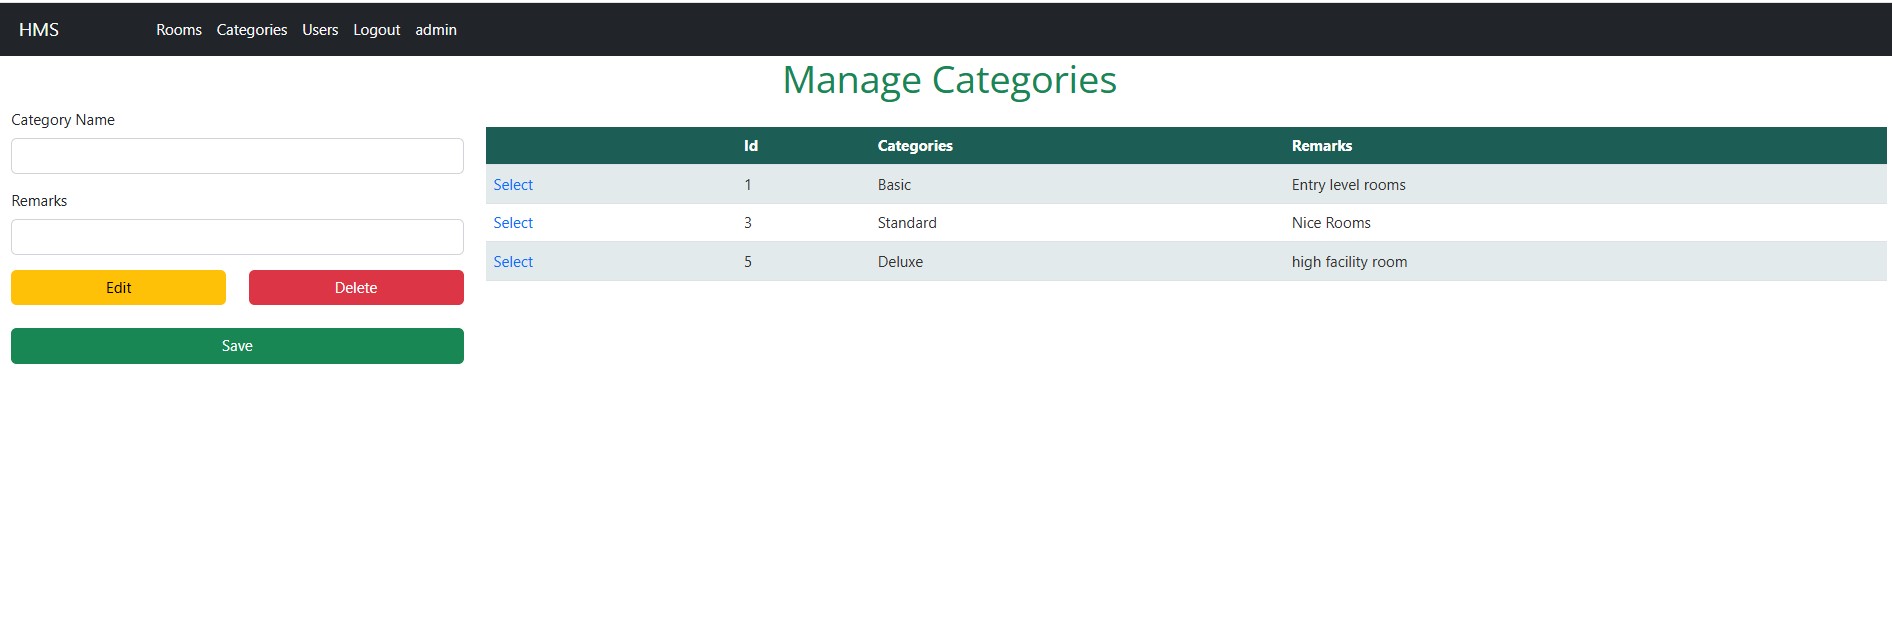 HMS Rooms Categories Users Logout admin
Manage Categories
Category Name
Remarks
Edit Delete
Save
Id Categories Remarks
Select 1 Basic Entry level rooms
Select 3 Standard Nice Rooms
Select 5 Deluxe high facility room